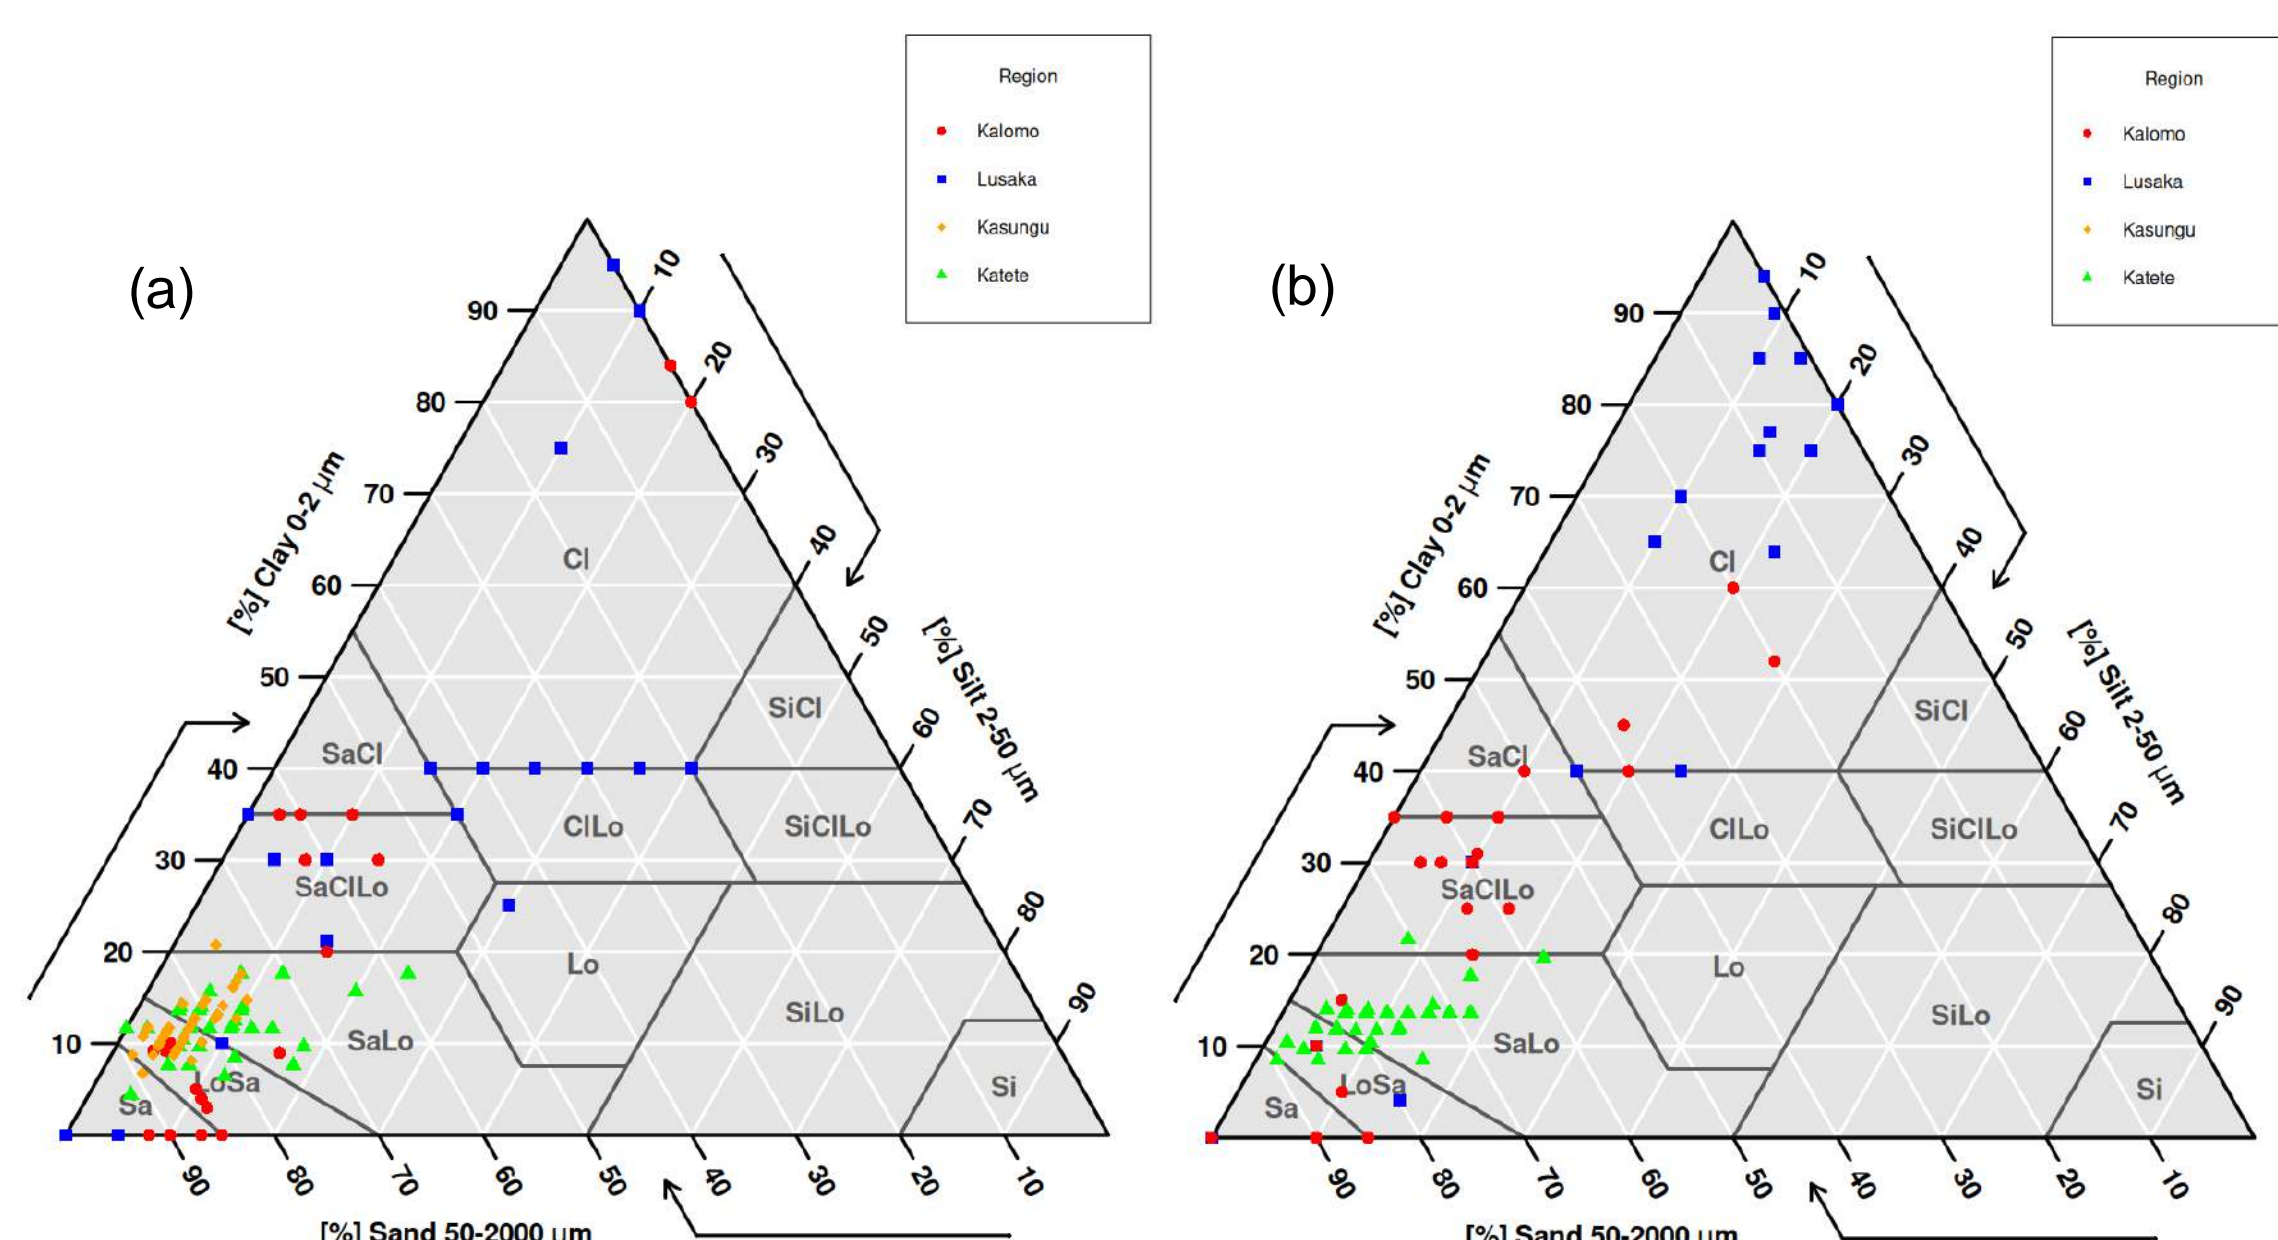 (a)
Region
Kalomo
Lusaka
Kasungu
Katete
[%] Clay 0-2 µm
[%] Silt 2-50 µm
[%] Sand 50-2000 µm
90
80
70
60
50
40
30
20
10
10
20
30
40
50
60
70
80
90
90
80
70
60
50
40
30
20
10
Cl
SiCl
SaCl
ClLo
SiClLo
SaClLo
Lo
SiLo
SaLo
LoSa
Sa
Si
(b)
Region
Kalomo
Lusaka
Kasungu
Katete
[%] Clay 0-2 µm
[%] Silt 2-50 µm
[%] Sand 50-2000 µm
90
80
70
60
50
40
30
20
10
10
20
30
40
50
60
70
80
90
90
80
70
60
50
40
30
20
10
Cl
SiCl
SaCl
ClLo
SiClLo
SaClLo
Lo
SiLo
SaLo
LoSa
Sa
Si